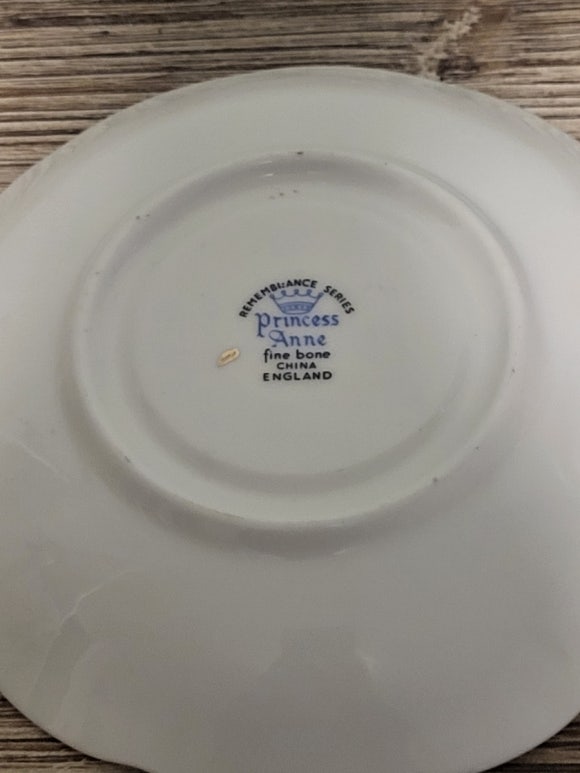 REMEMBRANCE SERIES
Princess
Anne
fine bone
CHINA
ENGLAND